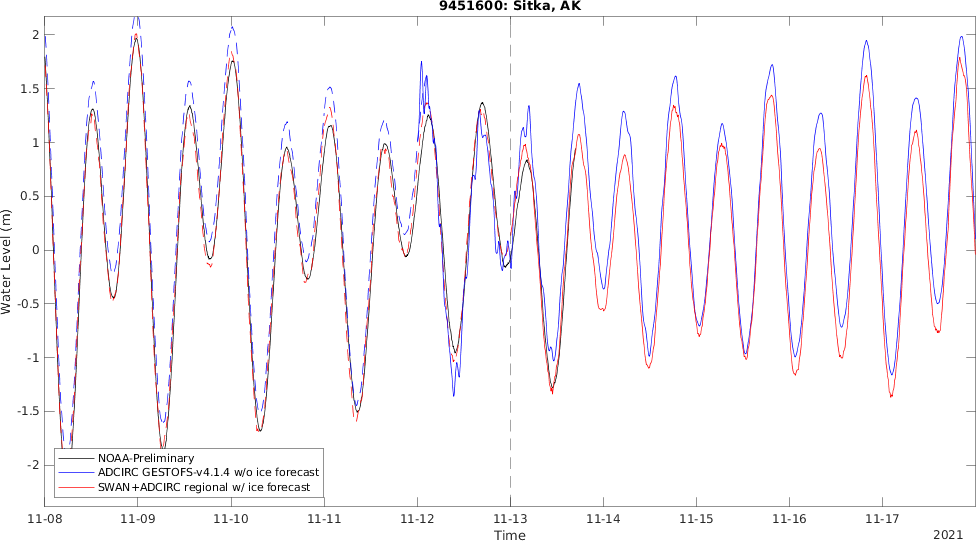 9451600: Sitka, AK
Water Level (m)
2
1.5
1
0.5
0
-0.5
-1
-1.5
-2
NOAA-Preliminary
ADCIRC GESTOFS-v4.1.4 w/o ice forecast
SWAN+ADCIRC regional w/ ice forecast
11-08 11-09 11-10 11-11 11-12 11-13 11-14 11-15 11-16 11-17
Time
2021